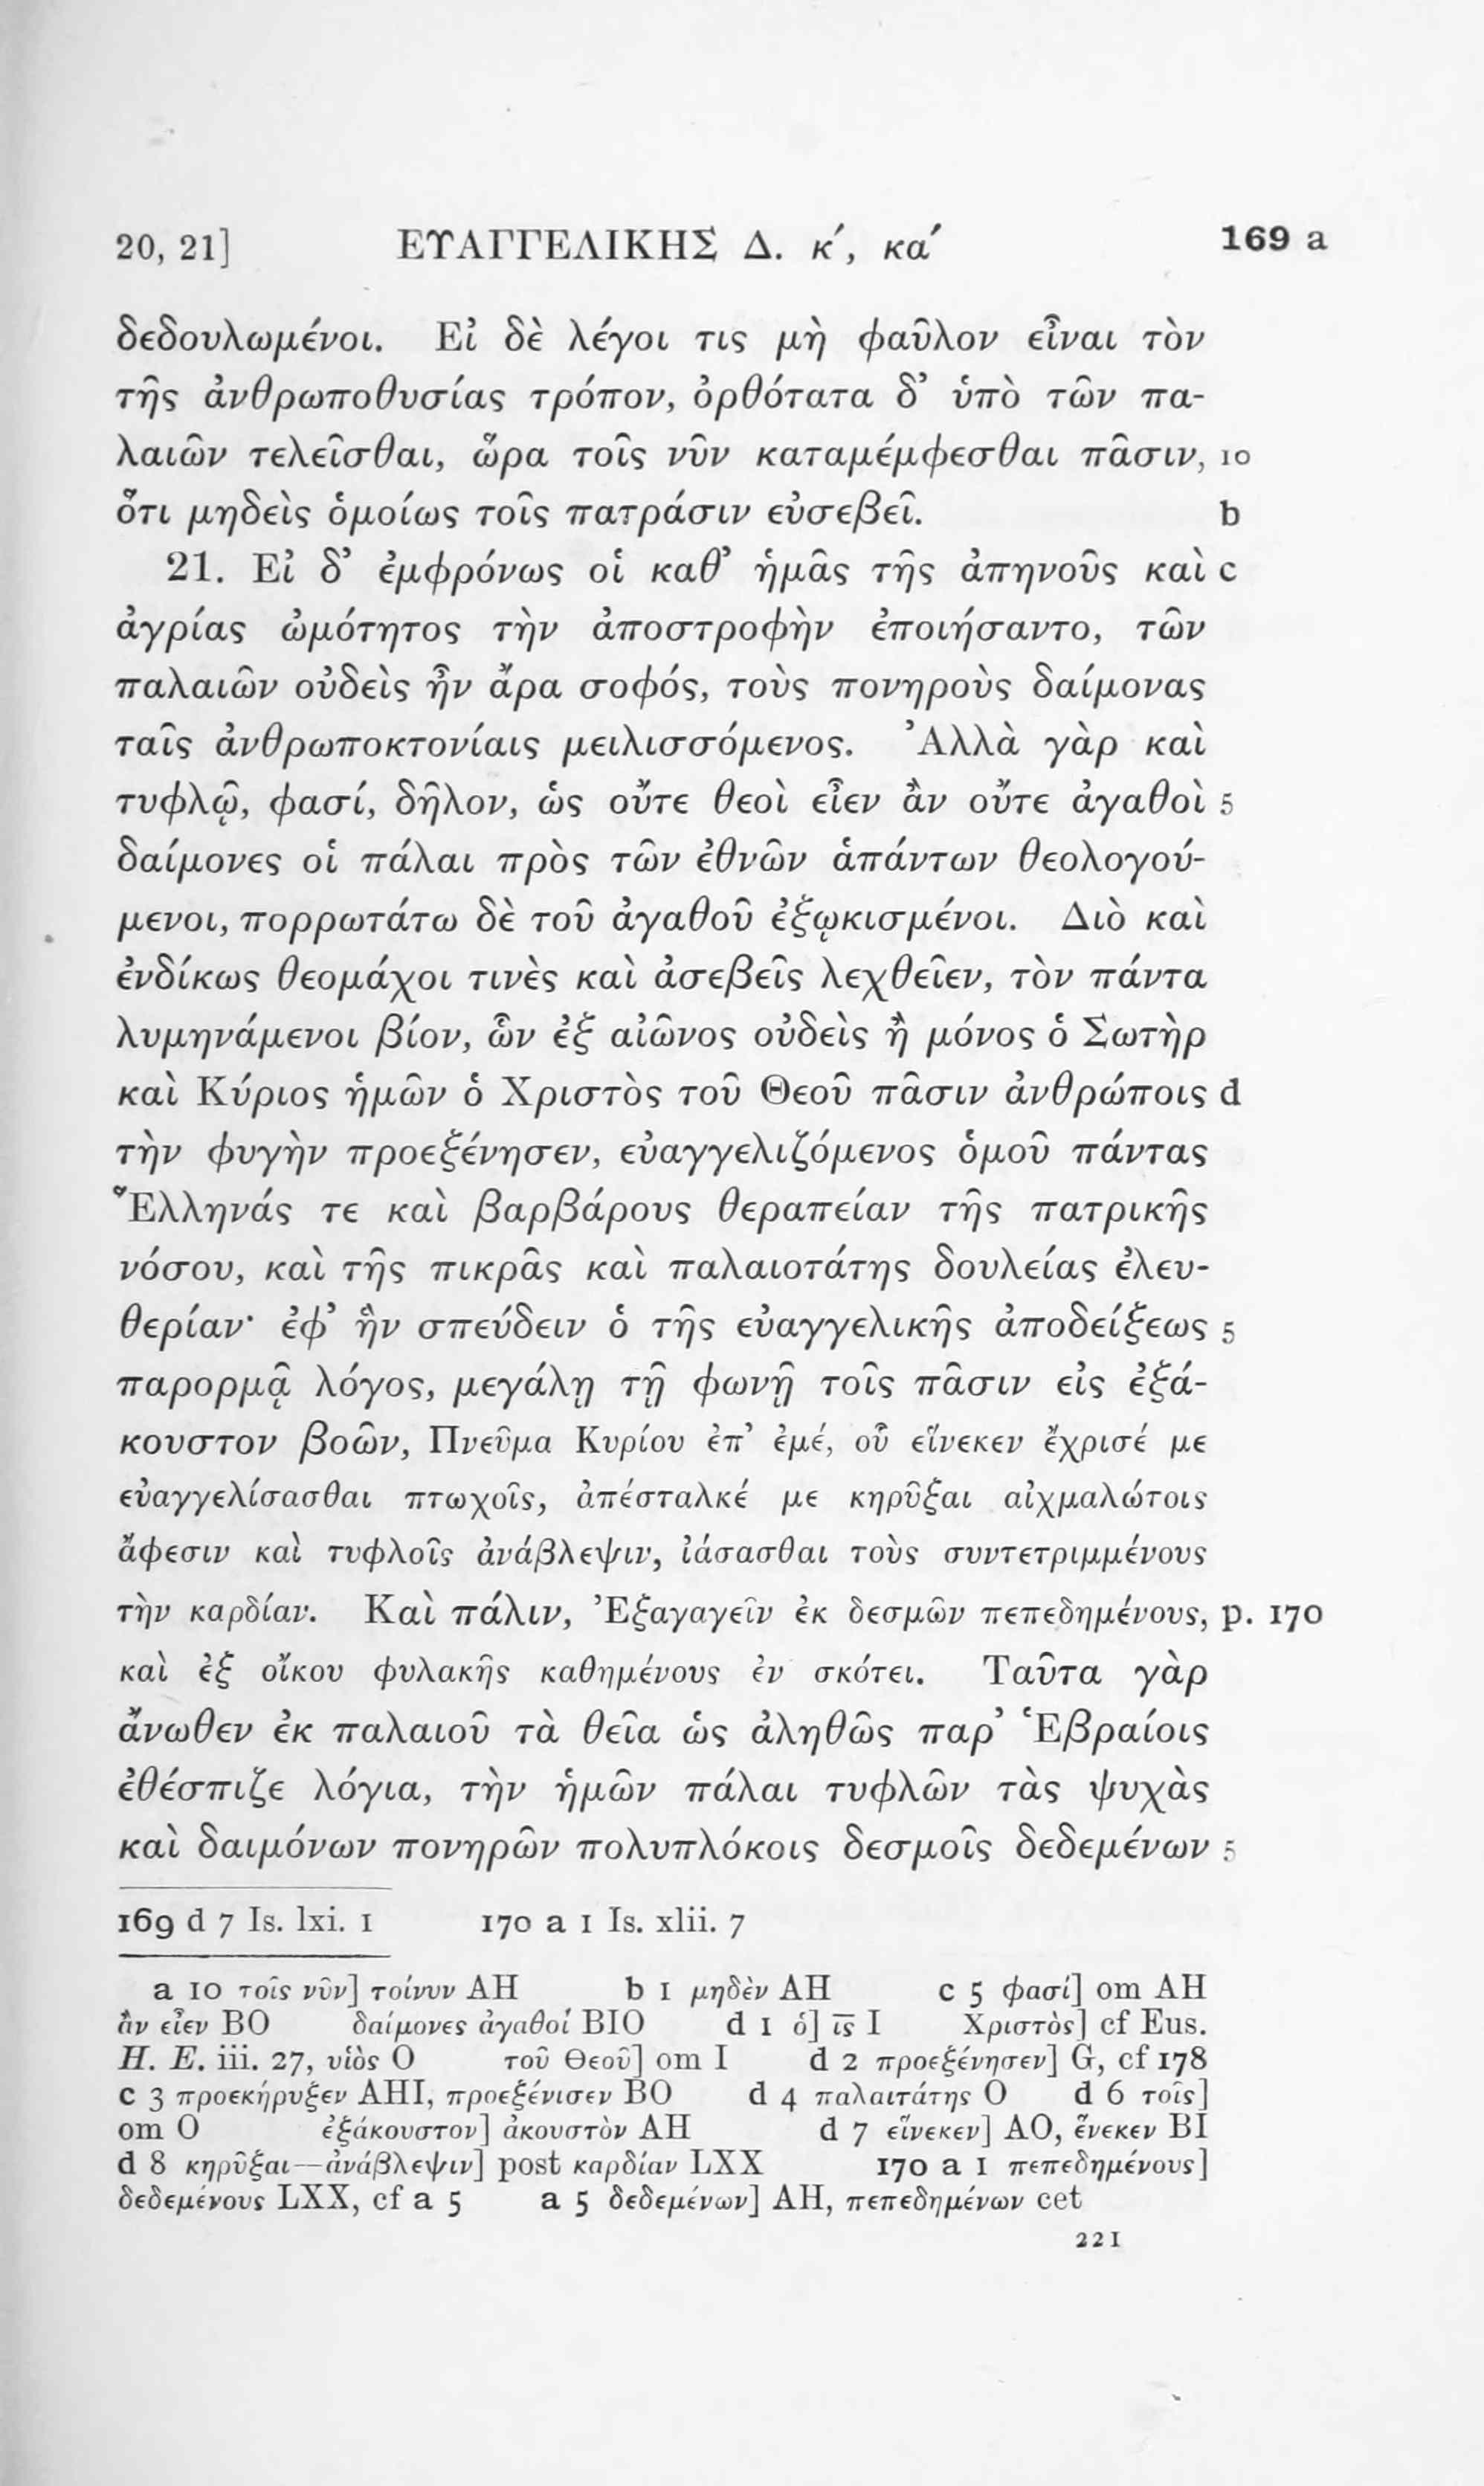 20, 21] ΕΥΑΓΓΕΛΙΚΗΣ Δ. κ´, κα´ 169 a
δεδουλωμένοι. Εἰ δὲ λέγοι τις μὴ φαῦλον εἶναι τὸν
τῆς ἀνθρωποθυσίας τρόπον, ὀρθότατα δ’ ὑπὸ τῶν πα-
λαιῶν τελεῖσθαι, ὥρα τοῖς νῦν καταμέμφεσθαι πᾶσιν, 10
ὅτι μηδεὶς ὁμοίως τοῖς πατράσιν εὐσεβεῖ. b
21. Εἰ δ’ ἐμφρόνως οἱ καθ’ ἡμᾶς τῆς ἀπηνοῦς καὶ c
ἀγρίας ὠμότητος τὴν ἀποστροφὴν ἐποιήσαντο, τῶν
παλαιῶν οὐδεὶς ἦν ἄρα σοφός, τοὺς πονηροὺς δαίμονας
ταῖς ἀνθρωποκτονίαις μειλισσόμενος. Ἀλλὰ γὰρ καὶ
τυφλῷ, φασί, δῆλον, ὡς οὔτε θεοὶ εἶεν ἂν οὔτε ἀγαθοὶ 5
δαίμονες οἱ πάλαι πρὸς τῶν ἐθνῶν ἁπάντων θεολογού-
μενοι, πορρωτάτω δὲ τοῦ ἀγαθοῦ ἐξῳκισμένοι. Διὸ καὶ
ἐνδίκως θεομάχοι τινὲς καὶ ἀσεβεῖς λεχθεῖεν, τὸν πάντα
λυμηνάμενοι βίον, ὧν ἐξ αἰῶνος οὐδεὶς ἢ μόνος ὁ Σωτὴρ
καὶ Κύριος ἡμῶν ὁ Χριστὸς τοῦ Θεοῦ πᾶσιν ἀνθρώποις d
τὴν φυγὴν προεξένησεν, εὐαγγελιζόμενος ὁμοῦ πάντας
Ἕλληνάς τε καὶ βαρβάρους θεραπείαν τῆς πατρικῆς
νόσου, καὶ τῆς πικρᾶς καὶ παλαιοτάτης δουλείας ἐλευ-
θερίαν· ἐφ’ ἣν σπεύδειν ὁ τῆς εὐαγγελικῆς ἀποδείξεως 5
παρορμᾷ λόγος, μεγάλῃ τῇ φωνῇ τοῖς πᾶσιν εἰς ἐξά-
κουστον βοῶν, Πνεῦμα Κυρίου ἐπ’ ἐμέ, οὗ εἵνεκεν ἔχρισέ με
εὐαγγελίσασθαι πτωχοῖς, ἀπέσταλκέ με κηρῦξαι αἰχμαλώτοις
ἄφεσιν καὶ τυφλοῖς ἀνάβλεψιν, ἰάσασθαι τοὺς συντετριμμένους
τὴν καρδίαν. Καὶ πάλιν, Ἐξαγαγεῖν ἐκ δεσμῶν πεπεδημένους, p. 170
καὶ ἐξ οἴκου φυλακῆς καθημένους ἐν σκότει. Ταῦτα γὰρ
ἄνωθεν ἐκ παλαιοῦ τὰ θεῖα ὡς ἀληθῶς παρ’ Ἑβραίοις
ἐθέσπιζε λόγια, τὴν ἡμῶν πάλαι τυφλῶν τὰς ψυχὰς
καὶ δαιμόνων πονηρῶν πολυπλόκοις δεσμοῖς δεδεμένων 5
169 d 7 Is. lxi. 1 170 a 1 Is. xlii. 7
a 10 τοῖς νῦν] τοίνυν AH b 1 μηδὲν AH c 5 φασί] om AH
ἂν εἶεν BO δαίμονες ἀγαθοί BIO d 1 ὁ] ις̅ I Χριστὸς] cf Eus.
H. E. iii. 27, υἱὸς O τοῦ Θεοῦ] om I d 2 προεξένησεν] G, cf 178
c 3 προεκήρυξεν AHI, προεξένισεν BO d 4 παλαιτάτης O d 6 τοῖς]
om O ἐξάκουστον] ἀκουστὸν AH d 7 εἵνεκεν] AO, ἕνεκεν BI
d 8 κηρῦξαι—ἀνάβλεψιν] post καρδίαν LXX 170 a 1 πεπεδημένους]
δεδεμένους LXX, cf a 5 a 5 δεδεμένων] AH, πεπεδημένων cet
221